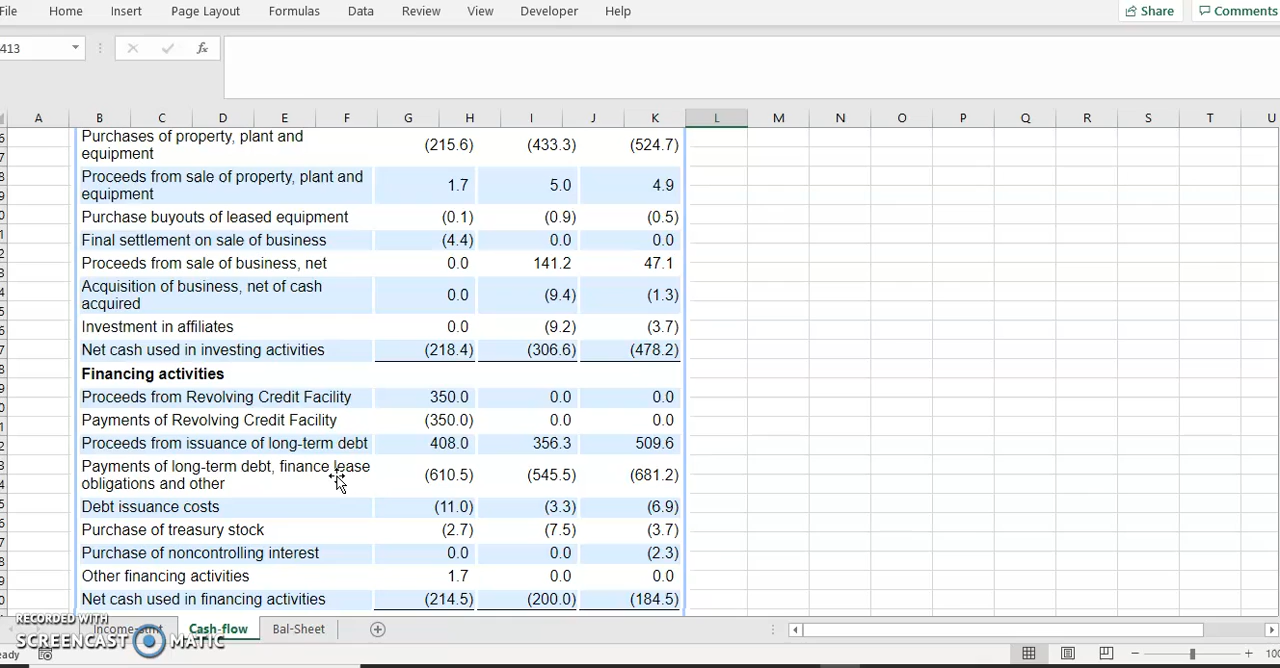 File Home Insert Page Layout Formulas Data Review View Developer Help Share Comments
413 fx
A B C D E F G H I J K L M N O P Q R S T U
Purchases of property, plant and
equipment (215.6) (433.3) (524.7)
Proceeds from sale of property, plant and
equipment 1.7 5.0 4.9
Purchase buyouts of leased equipment (0.1) (0.9) (0.5)
Final settlement on sale of business (4.4) 0.0 0.0
Proceeds from sale of business, net 0.0 141.2 47.1
Acquisition of business, net of cash
acquired 0.0 (9.4) (1.3)
Investment in affiliates 0.0 (9.2) (3.7)
Net cash used in investing activities (218.4) (306.6) (478.2)
Financing activities
Proceeds from Revolving Credit Facility 350.0 0.0 0.0
Payments of Revolving Credit Facility (350.0) 0.0 0.0
Proceeds from issuance of long-term debt 408.0 356.3 509.6
Payments of long-term debt, finance lease
obligations and other (610.5) (545.5) (681.2)
Debt issuance costs (11.0) (3.3) (6.9)
Purchase of treasury stock (2.7) (7.5) (3.7)
Purchase of noncontrolling interest 0.0 0.0 (2.3)
Other financing activities 1.7 0.0 0.0
Net cash used in financing activities (214.5) (200.0) (184.5)
RECORDED WITH
SCREENCAST MATIC
Cash-flow Bal-Sheet
100